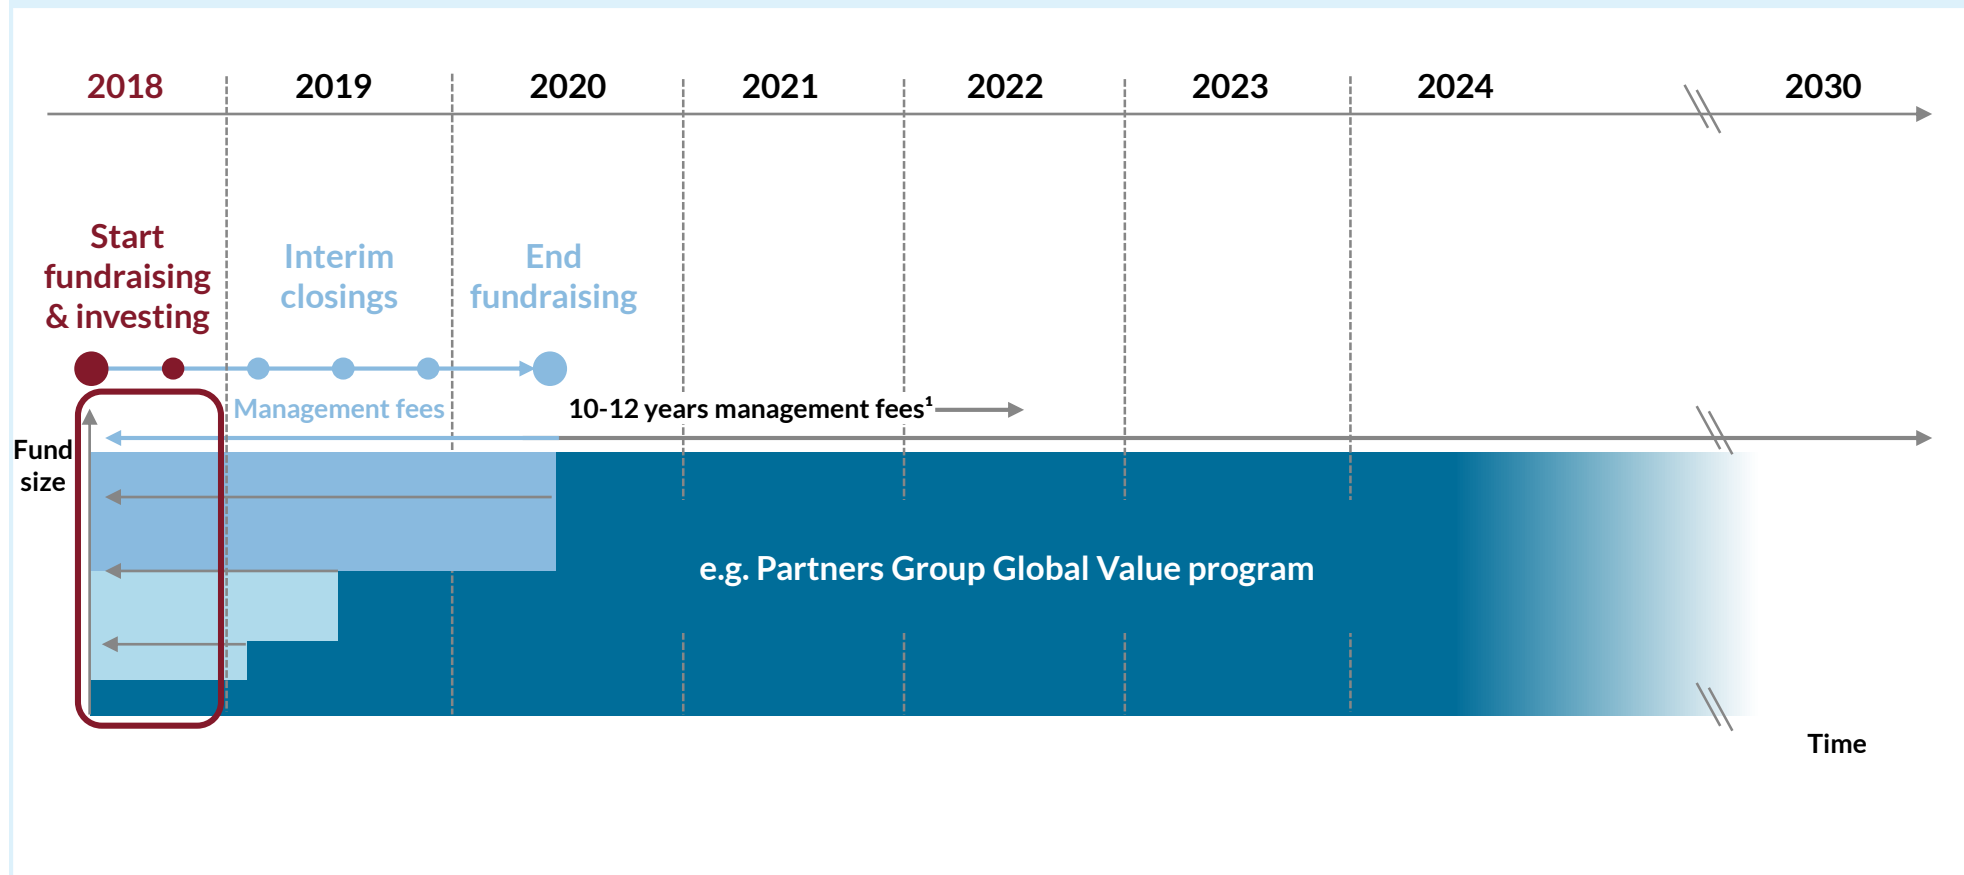 2018 2019 2020 2021 2022 2023 2024 2030
Start
fundraising
& investing
Interim
closings
End
fundraising
Management fees
10-12 years management fees¹
Fund
size
e.g. Partners Group Global Value program
Time